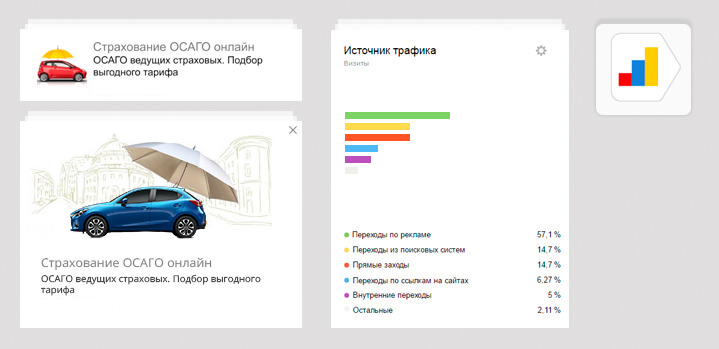 Страхование ОСАГО онлайн
ОСАГО ведущих страховых. Подбор
выгодного тарифа
Страхование ОСАГО онлайн
ОСАГО ведущих страховых. Подбор выгодного
тарифа
Источник трафика
Визиты
Переходы по рекламе 57,1 %
Переходы из поисковых систем 14,7 %
Прямые заходы 14,7 %
Переходы по ссылкам на сайтах 6,27 %
Внутренние переходы 5 %
Остальные 2,11 %